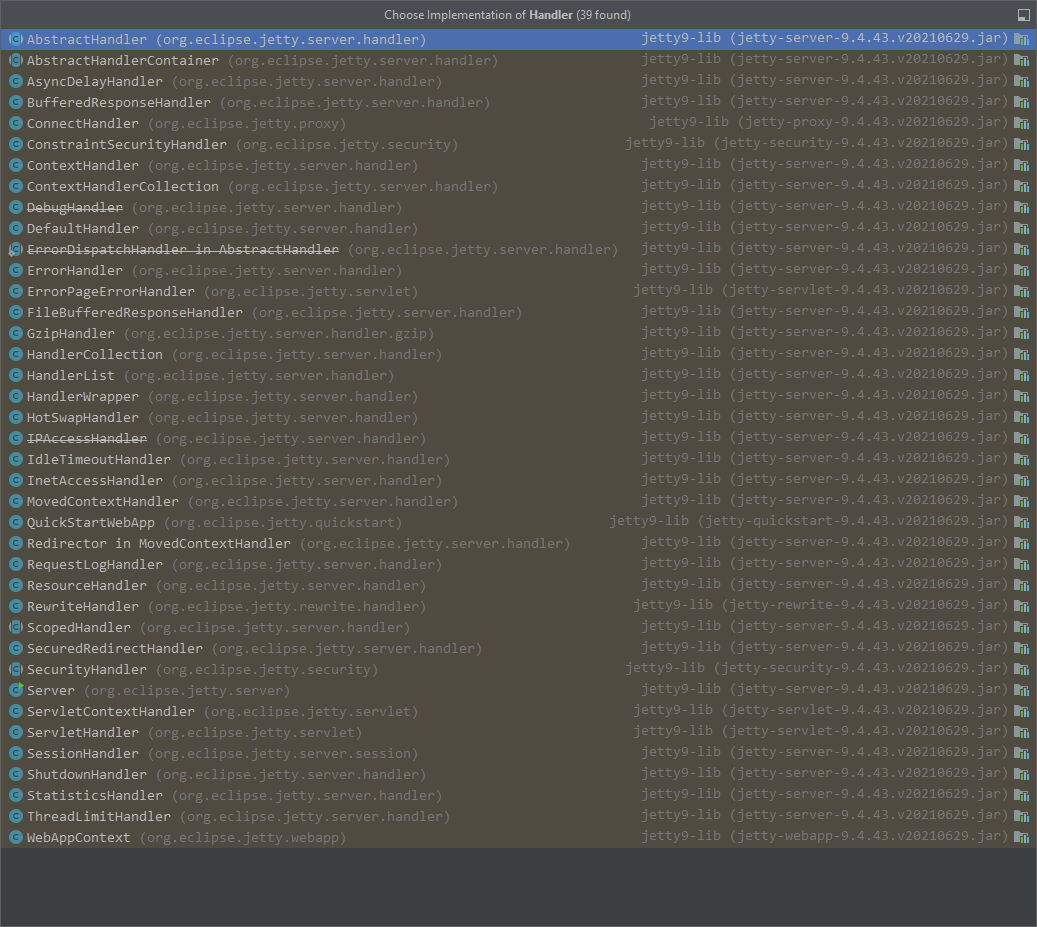 Choose Implementation of Handler (39 found)
AbstractHandler (org.eclipse.jetty.server.handler) jetty9-lib (jetty-server-9.4.43.v20210629.jar)
AbstractHandlerContainer (org.eclipse.jetty.server.handler) jetty9-lib (jetty-server-9.4.43.v20210629.jar)
AsyncDelayHandler (org.eclipse.jetty.server.handler) jetty9-lib (jetty-server-9.4.43.v20210629.jar)
BufferedResponseHandler (org.eclipse.jetty.server.handler) jetty9-lib (jetty-server-9.4.43.v20210629.jar)
ConnectHandler (org.eclipse.jetty.proxy) jetty9-lib (jetty-proxy-9.4.43.v20210629.jar)
ConstraintSecurityHandler (org.eclipse.jetty.security) jetty9-lib (jetty-security-9.4.43.v20210629.jar)
ContextHandler (org.eclipse.jetty.server.handler) jetty9-lib (jetty-server-9.4.43.v20210629.jar)
ContextHandlerCollection (org.eclipse.jetty.server.handler) jetty9-lib (jetty-server-9.4.43.v20210629.jar)
DebugHandler (org.eclipse.jetty.server.handler) jetty9-lib (jetty-server-9.4.43.v20210629.jar)
DefaultHandler (org.eclipse.jetty.server.handler) jetty9-lib (jetty-server-9.4.43.v20210629.jar)
ErrorDispatchHandler in AbstractHandler (org.eclipse.jetty.server.handler) jetty9-lib (jetty-server-9.4.43.v20210629.jar)
ErrorHandler (org.eclipse.jetty.server.handler) jetty9-lib (jetty-server-9.4.43.v20210629.jar)
ErrorPageErrorHandler (org.eclipse.jetty.servlet) jetty9-lib (jetty-servlet-9.4.43.v20210629.jar)
FileBufferedResponseHandler (org.eclipse.jetty.server.handler) jetty9-lib (jetty-server-9.4.43.v20210629.jar)
GzipHandler (org.eclipse.jetty.server.handler.gzip) jetty9-lib (jetty-server-9.4.43.v20210629.jar)
HandlerCollection (org.eclipse.jetty.server.handler) jetty9-lib (jetty-server-9.4.43.v20210629.jar)
HandlerList (org.eclipse.jetty.server.handler) jetty9-lib (jetty-server-9.4.43.v20210629.jar)
HandlerWrapper (org.eclipse.jetty.server.handler) jetty9-lib (jetty-server-9.4.43.v20210629.jar)
HotSwapHandler (org.eclipse.jetty.server.handler) jetty9-lib (jetty-server-9.4.43.v20210629.jar)
IPAccessHandler (org.eclipse.jetty.server.handler) jetty9-lib (jetty-server-9.4.43.v20210629.jar)
IdleTimeoutHandler (org.eclipse.jetty.server.handler) jetty9-lib (jetty-server-9.4.43.v20210629.jar)
InetAccessHandler (org.eclipse.jetty.server.handler) jetty9-lib (jetty-server-9.4.43.v20210629.jar)
MovedContextHandler (org.eclipse.jetty.server.handler) jetty9-lib (jetty-server-9.4.43.v20210629.jar)
QuickStartWebApp (org.eclipse.jetty.quickstart) jetty9-lib (jetty-quickstart-9.4.43.v20210629.jar)
Redirector in MovedContextHandler (org.eclipse.jetty.server.handler) jetty9-lib (jetty-server-9.4.43.v20210629.jar)
RequestLogHandler (org.eclipse.jetty.server.handler) jetty9-lib (jetty-server-9.4.43.v20210629.jar)
ResourceHandler (org.eclipse.jetty.server.handler) jetty9-lib (jetty-server-9.4.43.v20210629.jar)
RewriteHandler (org.eclipse.jetty.rewrite.handler) jetty9-lib (jetty-rewrite-9.4.43.v20210629.jar)
ScopedHandler (org.eclipse.jetty.server.handler) jetty9-lib (jetty-server-9.4.43.v20210629.jar)
SecuredRedirectHandler (org.eclipse.jetty.server.handler) jetty9-lib (jetty-server-9.4.43.v20210629.jar)
SecurityHandler (org.eclipse.jetty.security) jetty9-lib (jetty-security-9.4.43.v20210629.jar)
Server (org.eclipse.jetty.server) jetty9-lib (jetty-server-9.4.43.v20210629.jar)
ServletContextHandler (org.eclipse.jetty.servlet) jetty9-lib (jetty-servlet-9.4.43.v20210629.jar)
ServletHandler (org.eclipse.jetty.servlet) jetty9-lib (jetty-servlet-9.4.43.v20210629.jar)
SessionHandler (org.eclipse.jetty.server.session) jetty9-lib (jetty-server-9.4.43.v20210629.jar)
ShutdownHandler (org.eclipse.jetty.server.handler) jetty9-lib (jetty-server-9.4.43.v20210629.jar)
StatisticsHandler (org.eclipse.jetty.server.handler) jetty9-lib (jetty-server-9.4.43.v20210629.jar)
ThreadLimitHandler (org.eclipse.jetty.server.handler) jetty9-lib (jetty-server-9.4.43.v20210629.jar)
WebAppContext (org.eclipse.jetty.webapp) jetty9-lib (jetty-webapp-9.4.43.v20210629.jar)